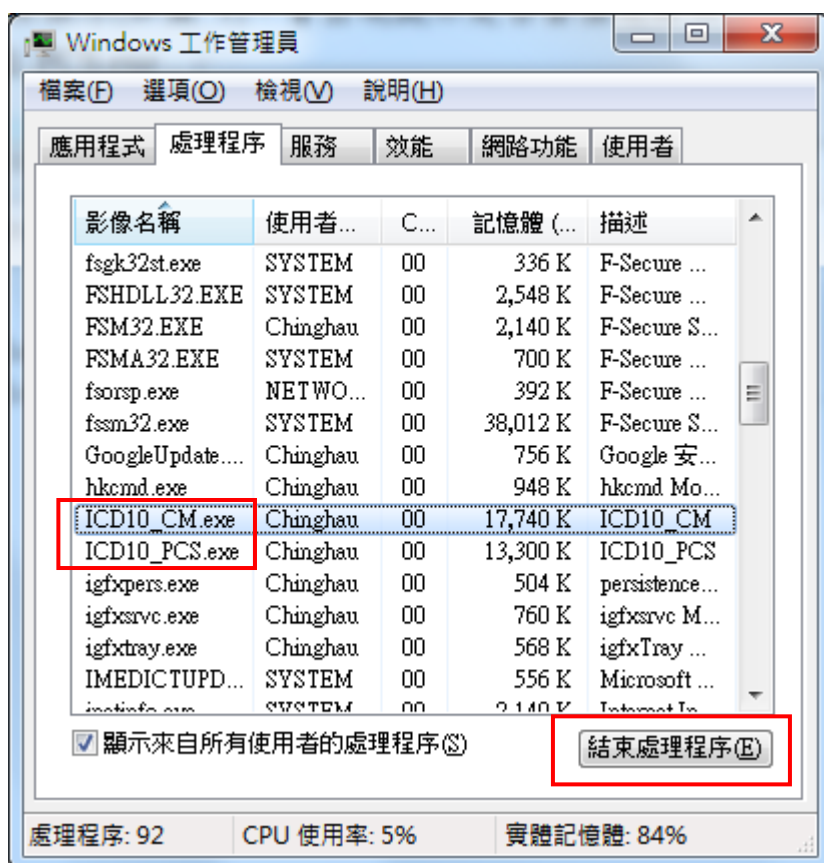 Windows 工作管理員
檔案(F) 選項(O) 檢視(V) 說明(H)
應用程式 處理程序 服務 效能 網路功能 使用者
影像名稱 使用者... C... 記憶體 (... 描述
fsgk32st.exe SYSTEM 00 336 K F-Secure ...
FSHDLL32.EXE SYSTEM 00 2,548 K F-Secure ...
FSM32.EXE Chinghau 00 2,140 K F-Secure S...
FSMA32.EXE SYSTEM 00 700 K F-Secure ...
fsorsp.exe NETWO... 00 392 K F-Secure ...
fssm32.exe SYSTEM 00 38,012 K F-Secure S...
GoogleUpdate.... Chinghau 00 756 K Google 安...
hkcmd.exe Chinghau 00 948 K hkcmd Mo...
ICD10_CM.exe Chinghau 00 17,740 K ICD10_CM
ICD10_PCS.exe Chinghau 00 13,300 K ICD10_PCS
igfxpers.exe Chinghau 00 504 K persistence...
igfxsrvc.exe Chinghau 00 760 K igfxsrvc M...
igfxtray.exe Chinghau 00 568 K igfxTray ...
IMEDICTUPD... SYSTEM 00 556 K Microsoft ...
inetinfo.exe SYSTEM 00 2,140 K Internet In...
顯示來自所有使用者的處理程序(S) 結束處理程序(E)
處理程序: 92 CPU 使用率: 5% 實體記憶體: 84%